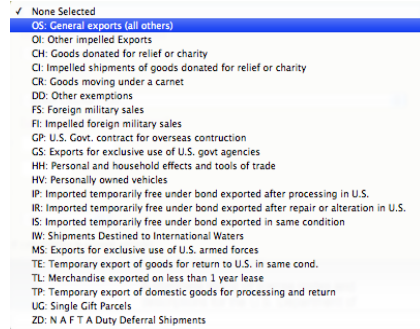 ✓ None Selected
OS: General exports (all others)
OI: Other impelled Exports
CH: Goods donated for relief or charity
CI: Impelled shipments of goods donated for relief or charity
CR: Goods moving under a carnet
DD: Other exemptions
FS: Foreign military sales
FI: Impelled foreign military sales
GP: U.S. Govt. contract for overseas contruction
GS: Exports for exclusive use of U.S. govt agencies
HH: Personal and household effects and tools of trade
HV: Personally owned vehicles
IP: Imported temporarily free under bond exported after processing in U.S.
IR: Imported temporarily free under bond exported after repair or alteration in U.S.
IS: Imported temporarily free under bond exported in same condition
IW: Shipments Destined to International Waters
MS: Exports for exclusive use of U.S. armed forces
TE: Temporary export of goods for return to U.S. in same cond.
TL: Merchandise exported on less than 1 year lease
TP: Temporary export of domestic goods for processing and return
UG: Single Gift Parcels
ZD: N A F T A Duty Deferral Shipments